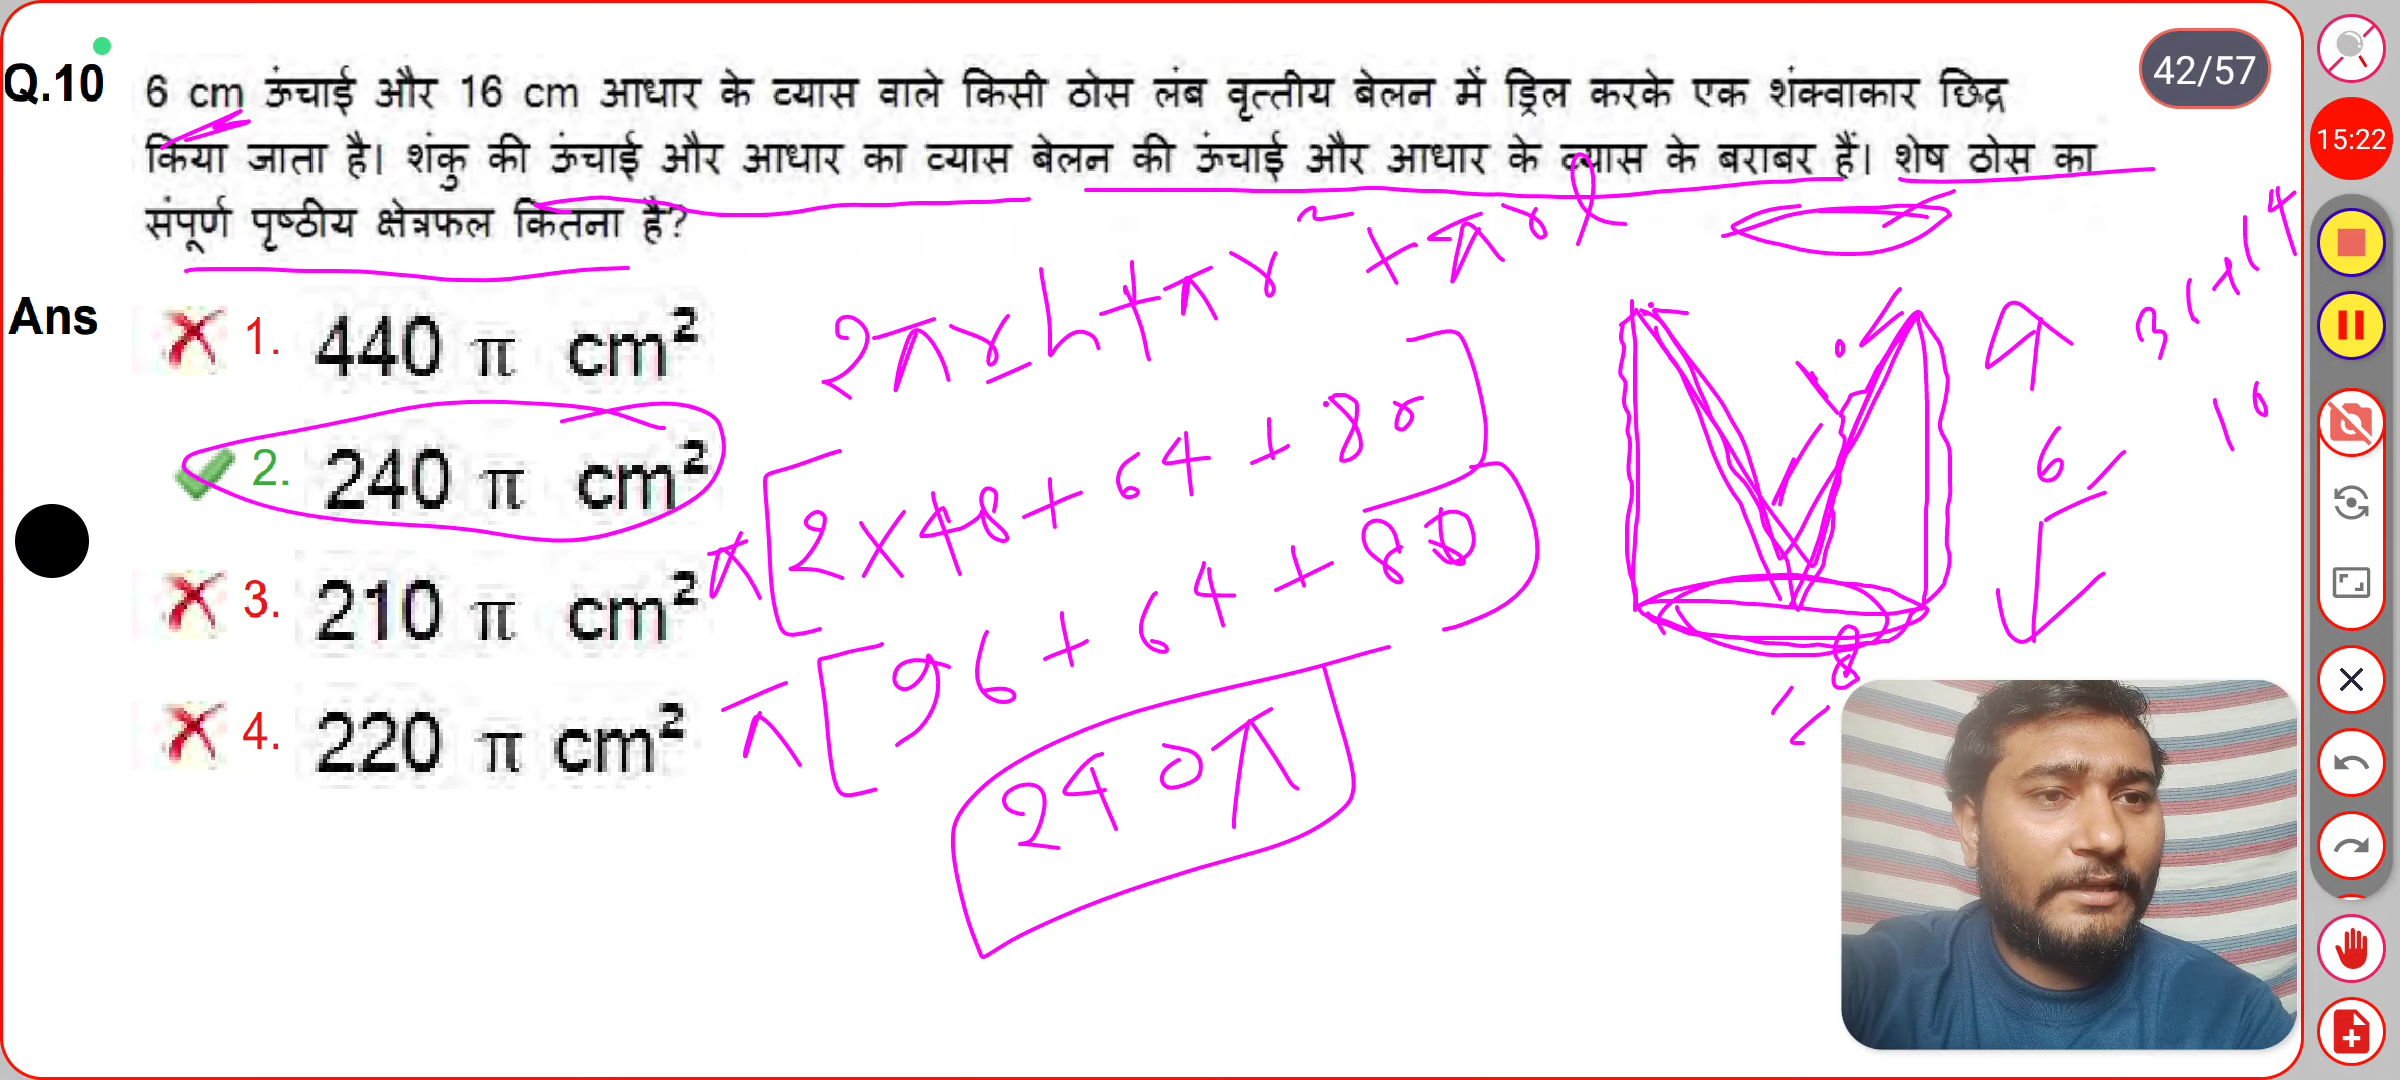 Q.10 6 cm ऊंचाई और 16 cm आधार के व्यास वाले किसी ठोस लंब वृत्तीय बेलन में ड्रिल करके एक शंक्वाकार छिद्र
42/57
किया जाता है। शंकु की ऊंचाई और आधार का व्यास बेलन की ऊंचाई और आधार के व्यास के बराबर हैं। शेष ठोस का
15:22
संपूर्ण पृष्ठीय क्षेत्रफल कितना है?
2πrh+πr²+πrl
Ans 1. 440 π cm²
π[2×48+64+80]
2. 240 π cm²
π[96+64+80]
3. 210 π cm²
240π
4. 220 π cm²
6
10
8